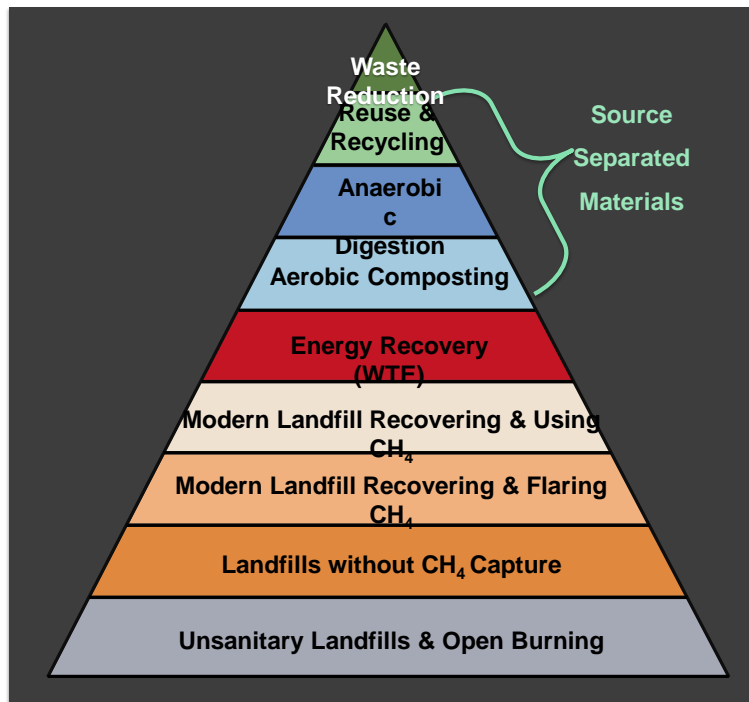 Waste
Reduction
Reuse &
Recycling
Anaerobi
c
Digestion
Aerobic Composting
Energy Recovery
(WTE)
Modern Landfill Recovering & Using
CH₄
Modern Landfill Recovering & Flaring
CH₄
Landfills without CH₄ Capture
Unsanitary Landfills & Open Burning
Source
Separated
Materials